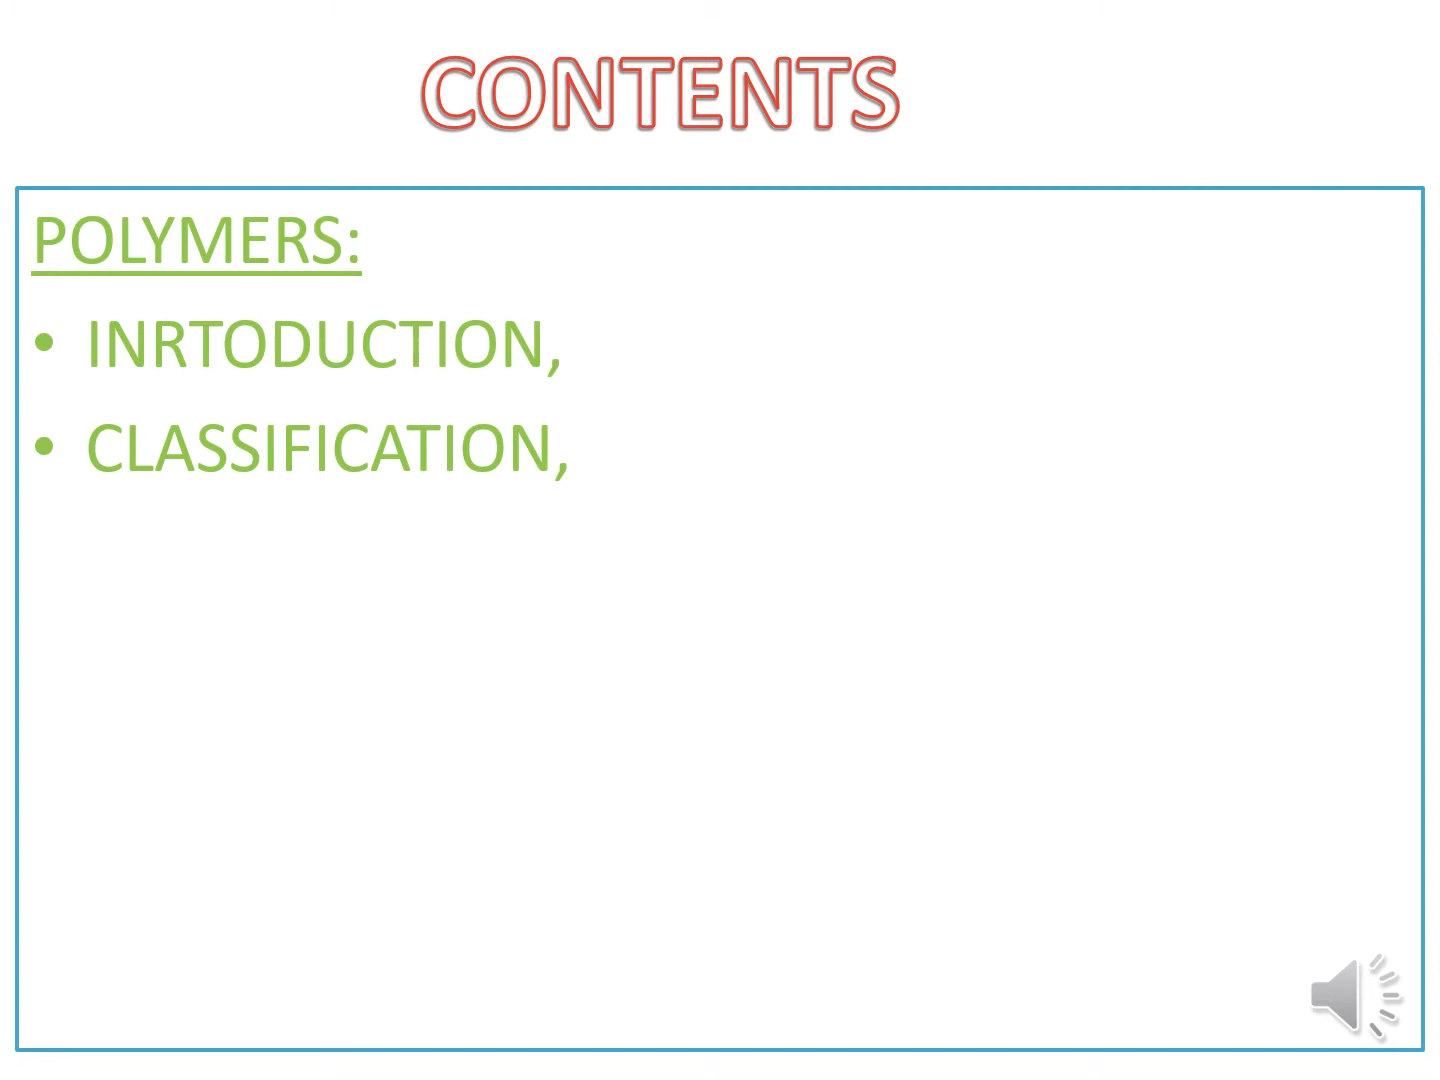 CONTENTS
POLYMERS:
• INRTODUCTION,
• CLASSIFICATION,